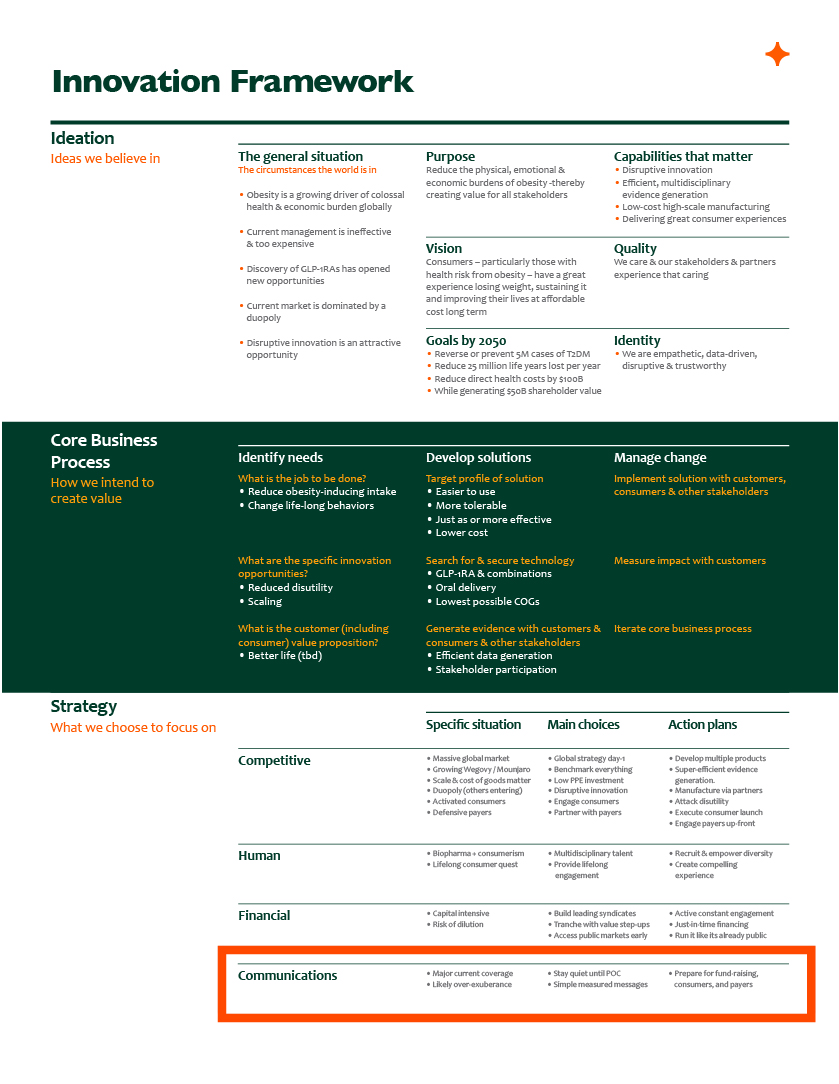 Innovation Framework
Ideation
Ideas we believe in
The general situation
The circumstances the world is in
• Obesity is a growing driver of colossal
health & economic burden globally
• Current management is ineffective
& too expensive
• Discovery of GLP-1RAs has opened
new opportunities
• Current market is dominated by a
duopoly
• Disruptive innovation is an attractive
opportunity
Purpose
Reduce the physical, emotional &
economic burdens of obesity -thereby
creating value for all stakeholders
Vision
Consumers – particularly those with
health risk from obesity – have a great
experience losing weight, sustaining it
and improving their lives at affordable
cost long term
Goals by 2050
• Reverse or prevent 5M cases of T2DM
• Reduce 25 million life years lost per year
• Reduce direct health costs by $100B
• While generating $50B shareholder value
Capabilities that matter
• Disruptive innovation
• Efficient, multidisciplinary
evidence generation
• Low-cost high-scale manufacturing
• Delivering great consumer experiences
Quality
We care & our stakeholders & partners
experience that caring
Identity
• We are empathetic, data-driven,
disruptive & trustworthy
Core Business
Process
How we intend to
create value
Identify needs
What is the job to be done?
• Reduce obesity-inducing intake
• Change life-long behaviors
What are the specific innovation
opportunities?
• Reduced disutility
• Scaling
What is the customer (including
consumer) value proposition?
• Better life (tbd)
Develop solutions
Target profile of solution
• Easier to use
• More tolerable
• Just as or more effective
• Lower cost
Search for & secure technology
• GLP-1RA & combinations
• Oral delivery
• Lowest possible COGs
Generate evidence with customers &
consumers & other stakeholders
• Efficient data generation
• Stakeholder participation
Manage change
Implement solution with customers,
consumers & other stakeholders
Measure impact with customers
Iterate core business process
Strategy
What we choose to focus on
Specific situation
Main choices
Action plans
Competitive
• Massive global market
• Growing Wegovy / Mounjaro
• Scale & cost of goods matter
• Duopoly (others entering)
• Activated consumers
• Defensive payers
• Global strategy day-1
• Benchmark everything
• Low PPE investment
• Disruptive innovation
• Engage consumers
• Partner with payers
• Develop multiple products
• Super-efficient evidence
generation.
• Manufacture via partners
• Attack disutility
• Execute consumer launch
• Engage payers up-front
Human
• Biopharma + consumerism
• Lifelong consumer quest
• Multidisciplinary talent
• Provide lifelong
engagement
• Recruit & empower diversity
• Create compelling
experience
Financial
• Capital intensive
• Risk of dilution
• Build leading syndicates
• Tranche with value step-ups
• Access public markets early
• Active constant engagement
• Just-in-time financing
• Run it like its already public
Communications
• Major current coverage
• Likely over-exuberance
• Stay quiet until POC
• Simple measured messages
• Prepare for fund-raising,
consumers, and payers